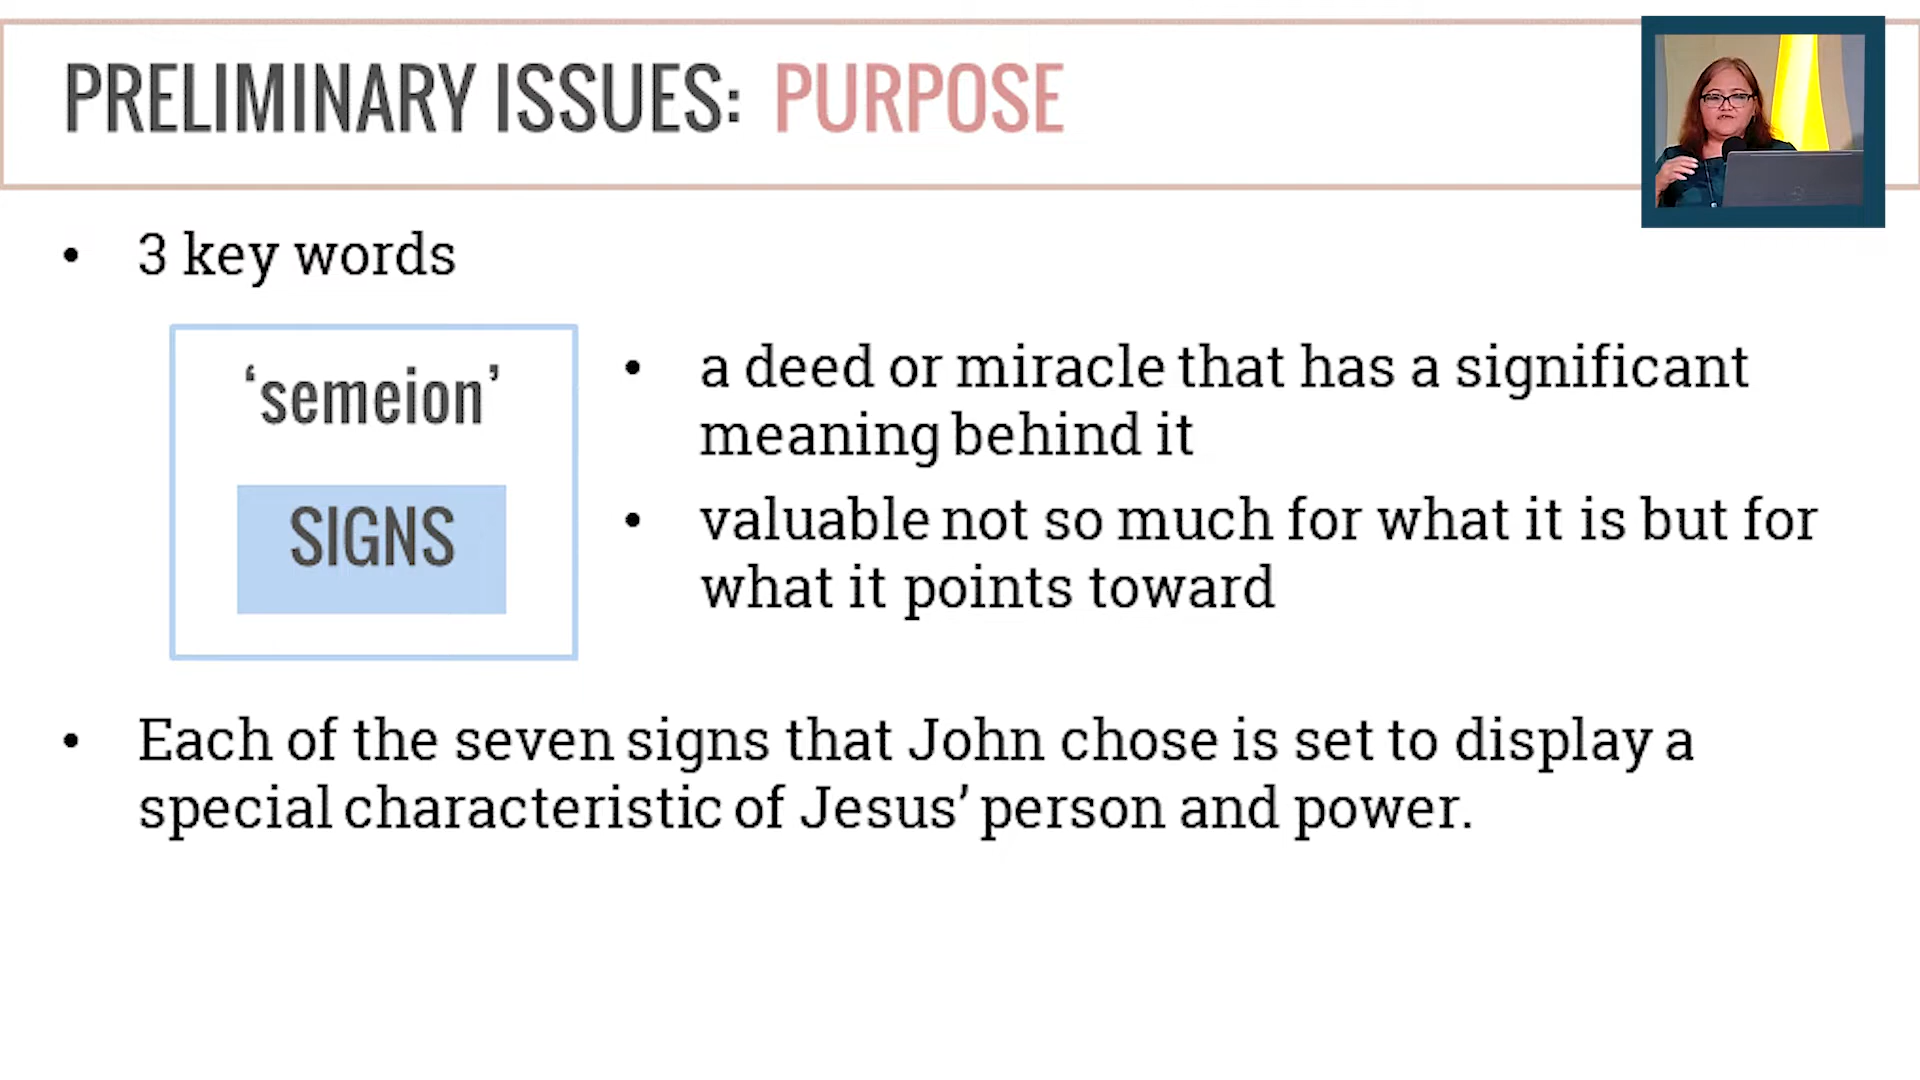 PRELIMINARY ISSUES: PURPOSE
• 3 key words
‘semeion’
SIGNS
• a deed or miracle that has a significant
meaning behind it
• valuable not so much for what it is but for
what it points toward
• Each of the seven signs that John chose is set to display a
special characteristic of Jesus’ person and power.